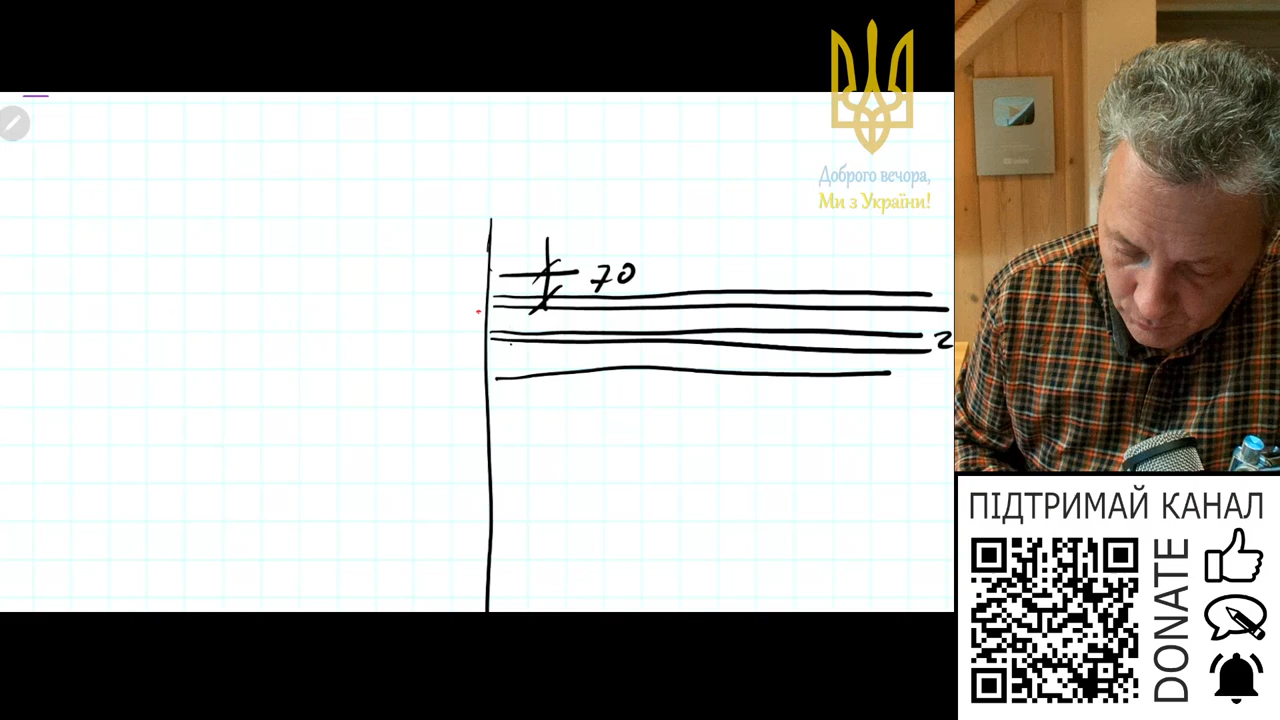 Доброго вечора,
Ми з України!
70
2
ПІДТРИМАЙ КАНАЛ
DONATE